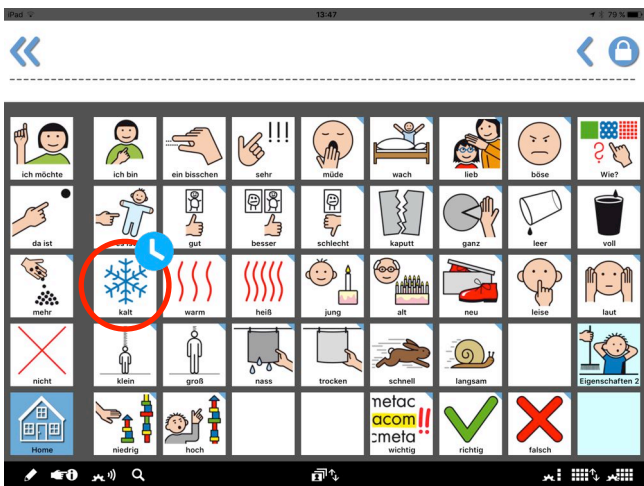 iPad 13:47 79 %
ich möchte ich bin ein bisschen sehr müde wach lieb böse Wie?
da ist gut besser schlecht kaputt ganz leer voll
mehr kalt warm heiß jung alt neu leise laut
nicht klein groß nass trocken schnell langsam Eigenschaften 2
metac
acom!!
cmeta
Home niedrig hoch wichtig richtig falsch